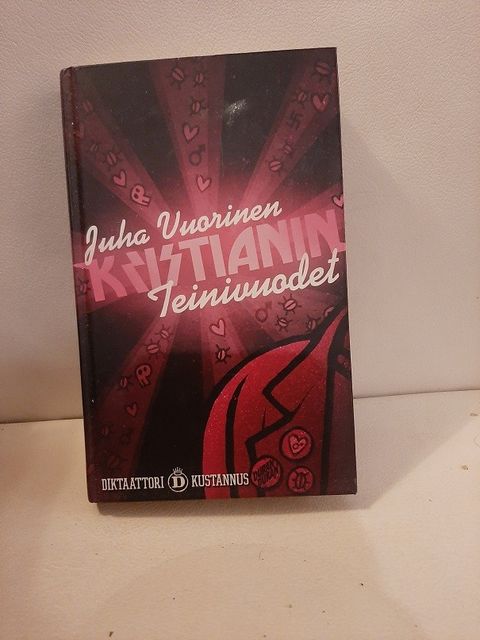 Juha Vuorinen
KRISTIANIN
Teinivuodet
DIKTAATTORI D KUSTANNUS